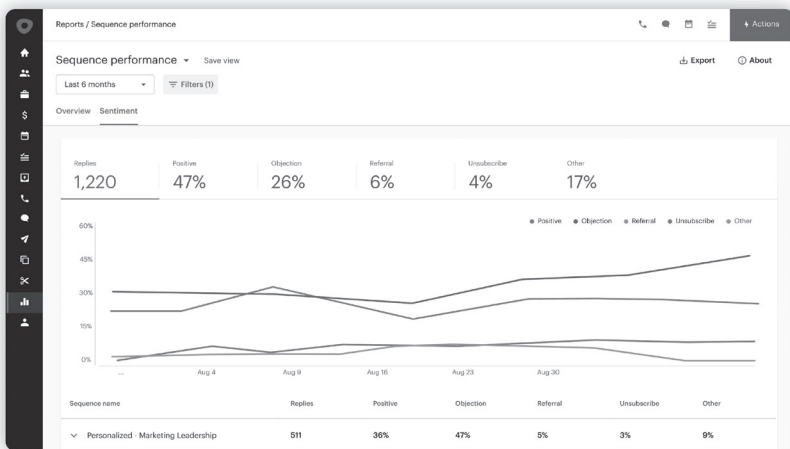 Reports / Sequence performance
Actions
Sequence performance
Save view
Export
About
Last 6 months
Filters (1)
Overview
Sentiment
Replies Positive Objection Referral Unsubscribe Other
1,220 47% 26% 6% 4% 17%
Positive Objection Referral Unsubscribe Other
60%
45%
30%
15%
0%
... Aug 4 Aug 9 Aug 16 Aug 23 Aug 30
Sequence name Replies Positive Objection Referral Unsubscribe Other
Personalized - Marketing Leadership 511 36% 47% 5% 3% 9%